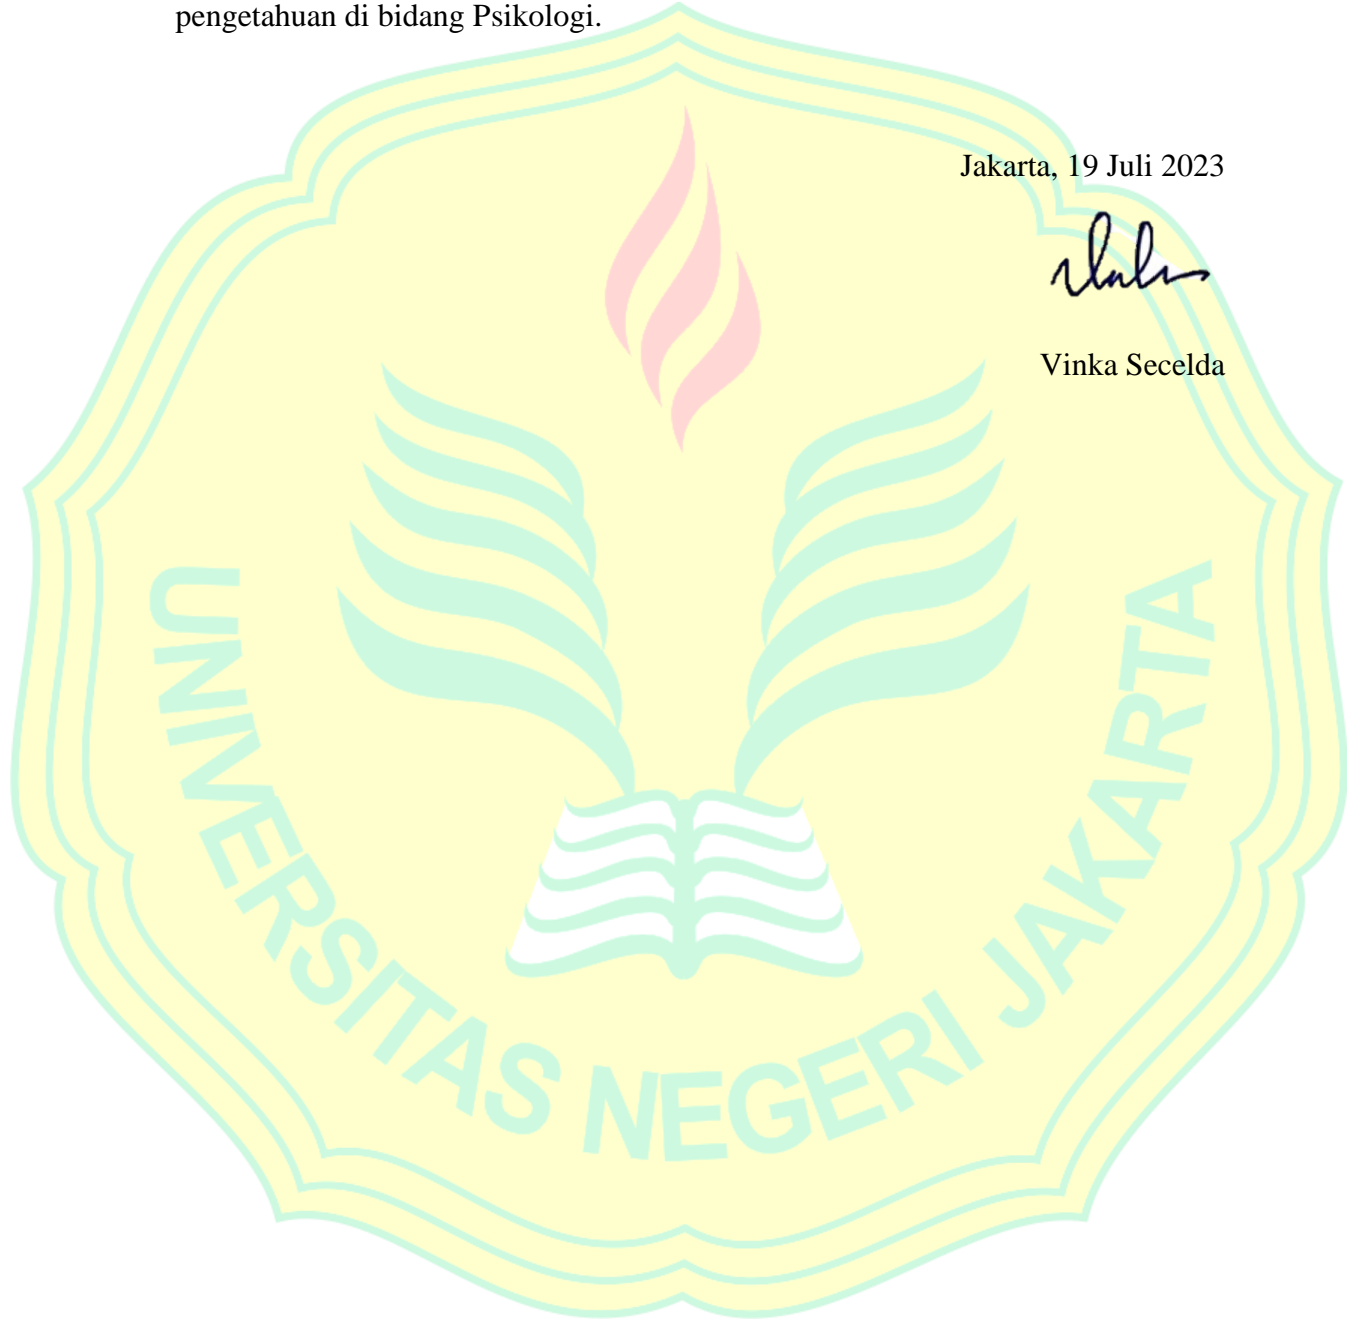 pengetahuan di bidang Psikologi.
Jakarta, 19 Juli 2023
Vinka Secelda
UNIVERSITAS NEGERI JAKARTA